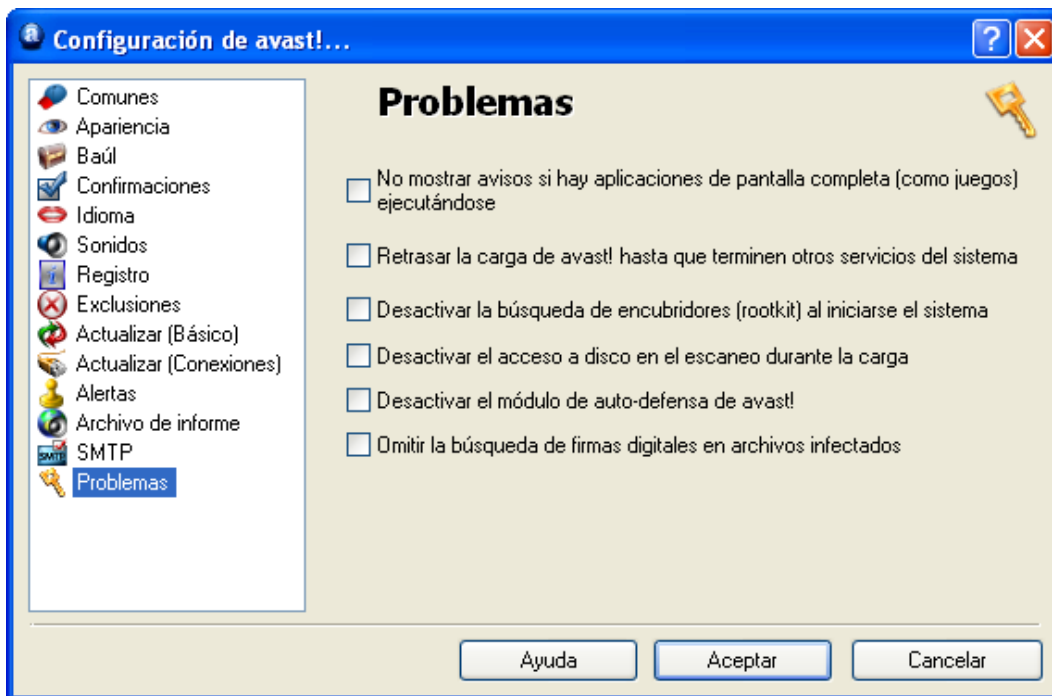 Configuración de avast!...
Comunes
Apariencia
Baúl
Confirmaciones
Idioma
Sonidos
Registro
Exclusiones
Actualizar (Básico)
Actualizar (Conexiones)
Alertas
Archivo de informe
SMTP
Problemas
Problemas
No mostrar avisos si hay aplicaciones de pantalla completa (como juegos)
ejecutándose
Retrasar la carga de avast! hasta que terminen otros servicios del sistema
Desactivar la búsqueda de encubridores (rootkit) al iniciarse el sistema
Desactivar el acceso a disco en el escaneo durante la carga
Desactivar el módulo de auto-defensa de avast!
Omitir la búsqueda de firmas digitales en archivos infectados
Ayuda
Aceptar
Cancelar